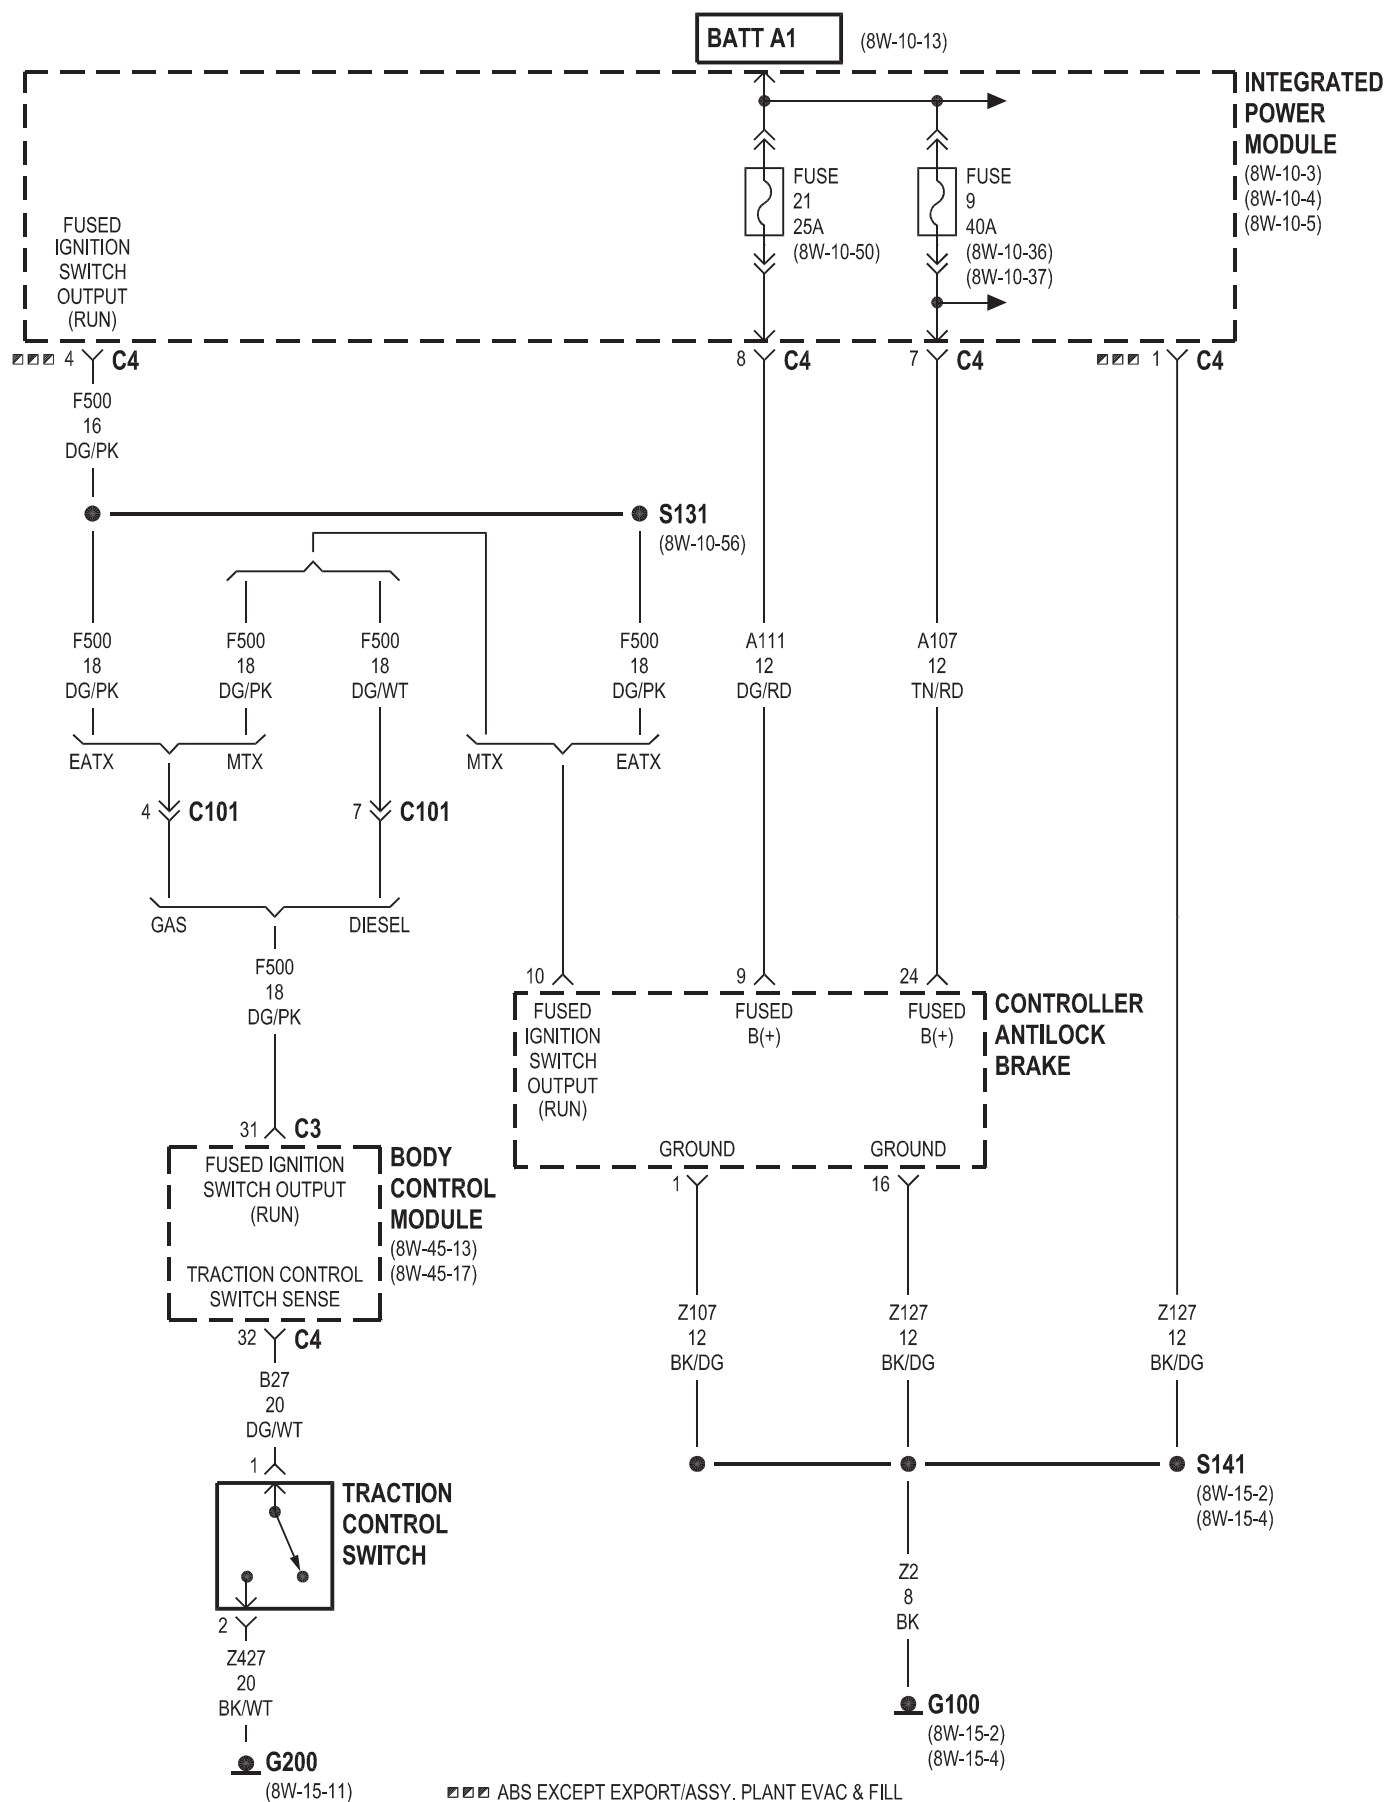 BATT A1 (8W-10-13)
INTEGRATED
POWER
MODULE
(8W-10-3)
(8W-10-4)
(8W-10-5)
FUSE
21
25A
(8W-10-50)
FUSE
9
40A
(8W-10-36)
(8W-10-37)
FUSED
IGNITION
SWITCH
OUTPUT
(RUN)
4 C4
8 C4
7 C4
1 C4
F500
16
DG/PK
S131
(8W-10-56)
F500
18
DG/PK
F500
18
DG/PK
F500
18
DG/WT
F500
18
DG/PK
A111
12
DG/RD
A107
12
TN/RD
EATX
MTX
MTX
EATX
4 C101
7 C101
GAS
DIESEL
F500
18
DG/PK
10
9
24
FUSED
IGNITION
SWITCH
OUTPUT
(RUN)
FUSED
B(+)
FUSED
B(+)
CONTROLLER
ANTILOCK
BRAKE
GROUND
GROUND
1
16
31 C3
FUSED IGNITION
SWITCH OUTPUT
(RUN)
BODY
CONTROL
MODULE
(8W-45-13)
(8W-45-17)
TRACTION CONTROL
SWITCH SENSE
32 C4
B27
20
DG/WT
Z107
12
BK/DG
Z127
12
BK/DG
Z127
12
BK/DG
1
TRACTION
CONTROL
SWITCH
S141
(8W-15-2)
(8W-15-4)
2
Z427
20
BK/WT
G200
(8W-15-11)
Z2
8
BK
G100
(8W-15-2)
(8W-15-4)
ABS EXCEPT EXPORT/ASSY. PLANT EVAC & FILL